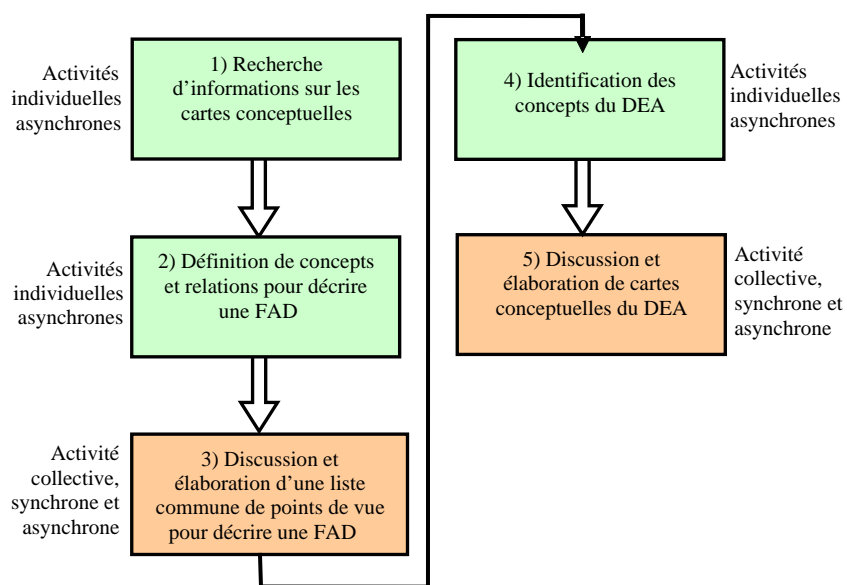 Activités
individuelles
asynchrones
1) Recherche
d'informations sur les
cartes conceptuelles
Activités
individuelles
asynchrones
2) Définition de concepts
et relations pour décrire
une FAD
Activité
collective,
synchrone et
asynchrone
3) Discussion et
élaboration d'une liste
commune de points de vue
pour décrire une FAD
4) Identification des
concepts du DEA
Activités
individuelles
asynchrones
5) Discussion et
élaboration de cartes
conceptuelles du DEA
Activité
collective,
synchrone et
asynchrone